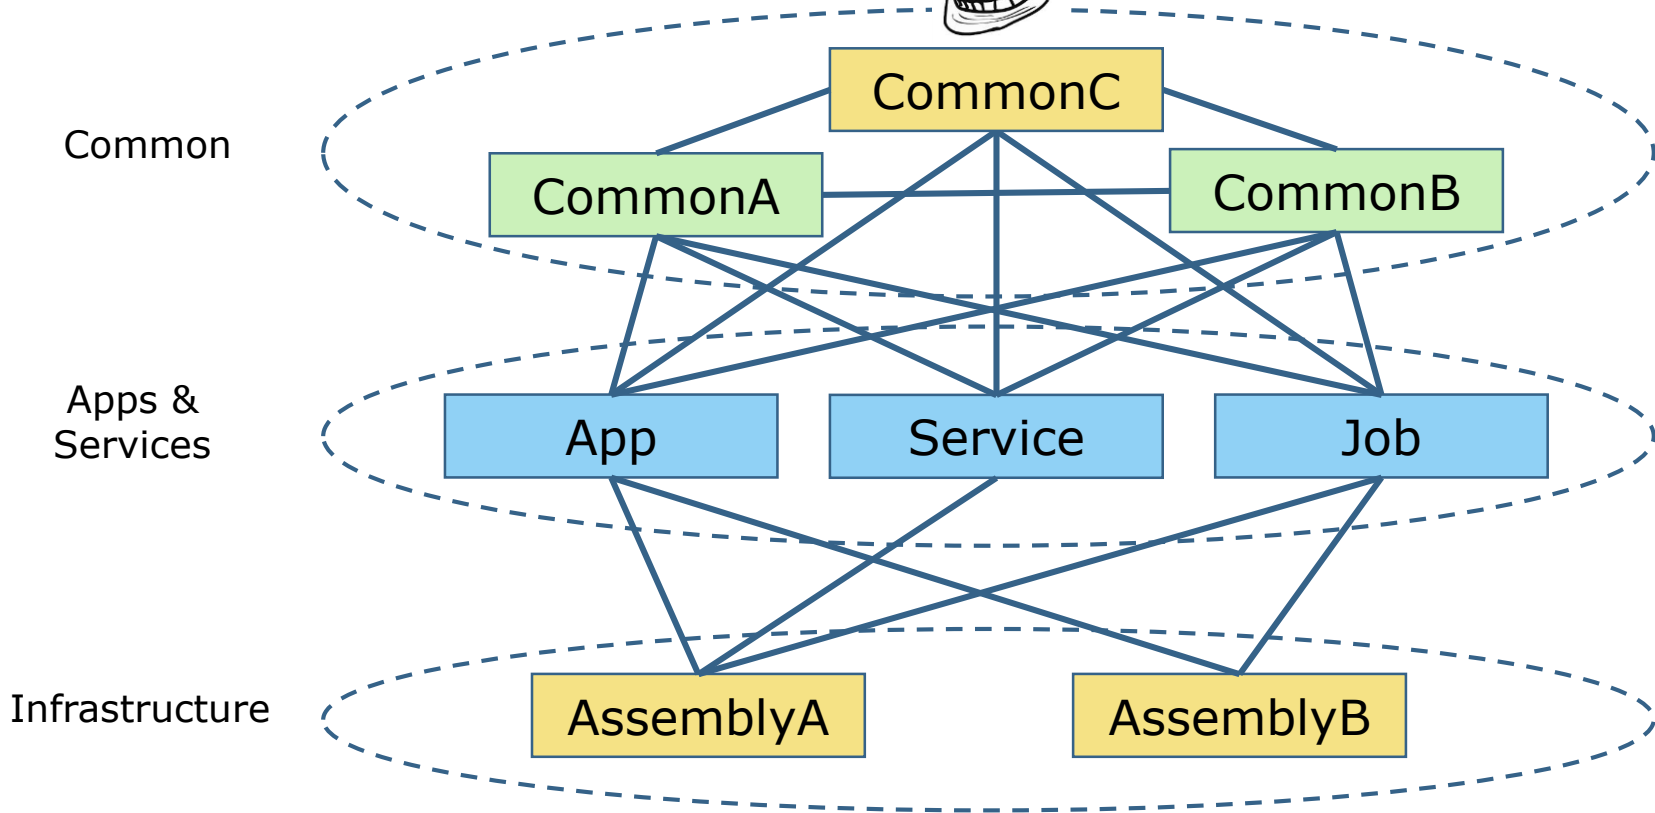 CommonC
Common
CommonA
CommonB
Apps &
Services
App
Service
Job
Infrastructure
AssemblyA
AssemblyB